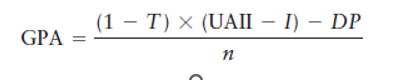 GPA = (1 − T) × (UAII − I) − DP / n